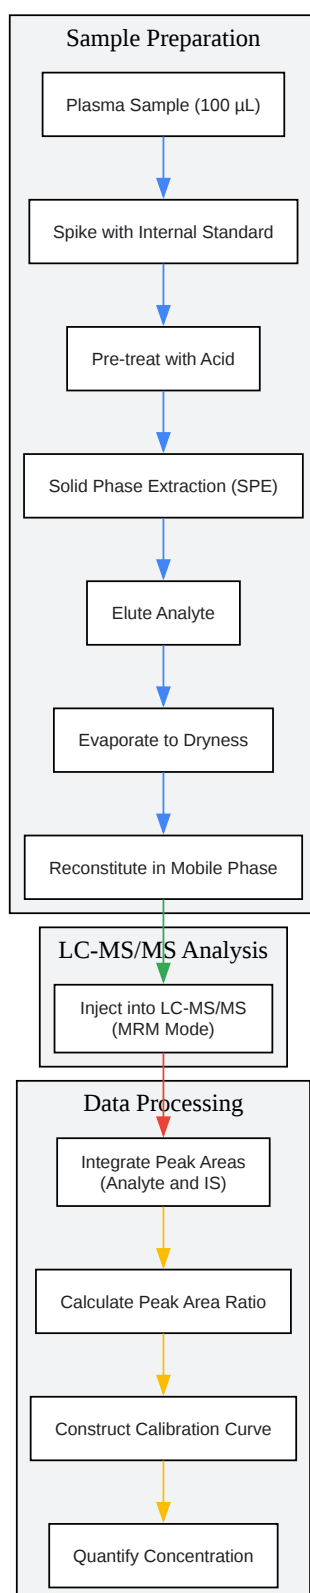 Sample Preparation
Plasma Sample (100 µL)
Spike with Internal Standard
Pre-treat with Acid
Solid Phase Extraction (SPE)
Elute Analyte
Evaporate to Dryness
Reconstitute in Mobile Phase
LC-MS/MS Analysis
Inject into LC-MS/MS
(MRM Mode)
Data Processing
Integrate Peak Areas
(Analyte and IS)
Calculate Peak Area Ratio
Construct Calibration Curve
Quantify Concentration